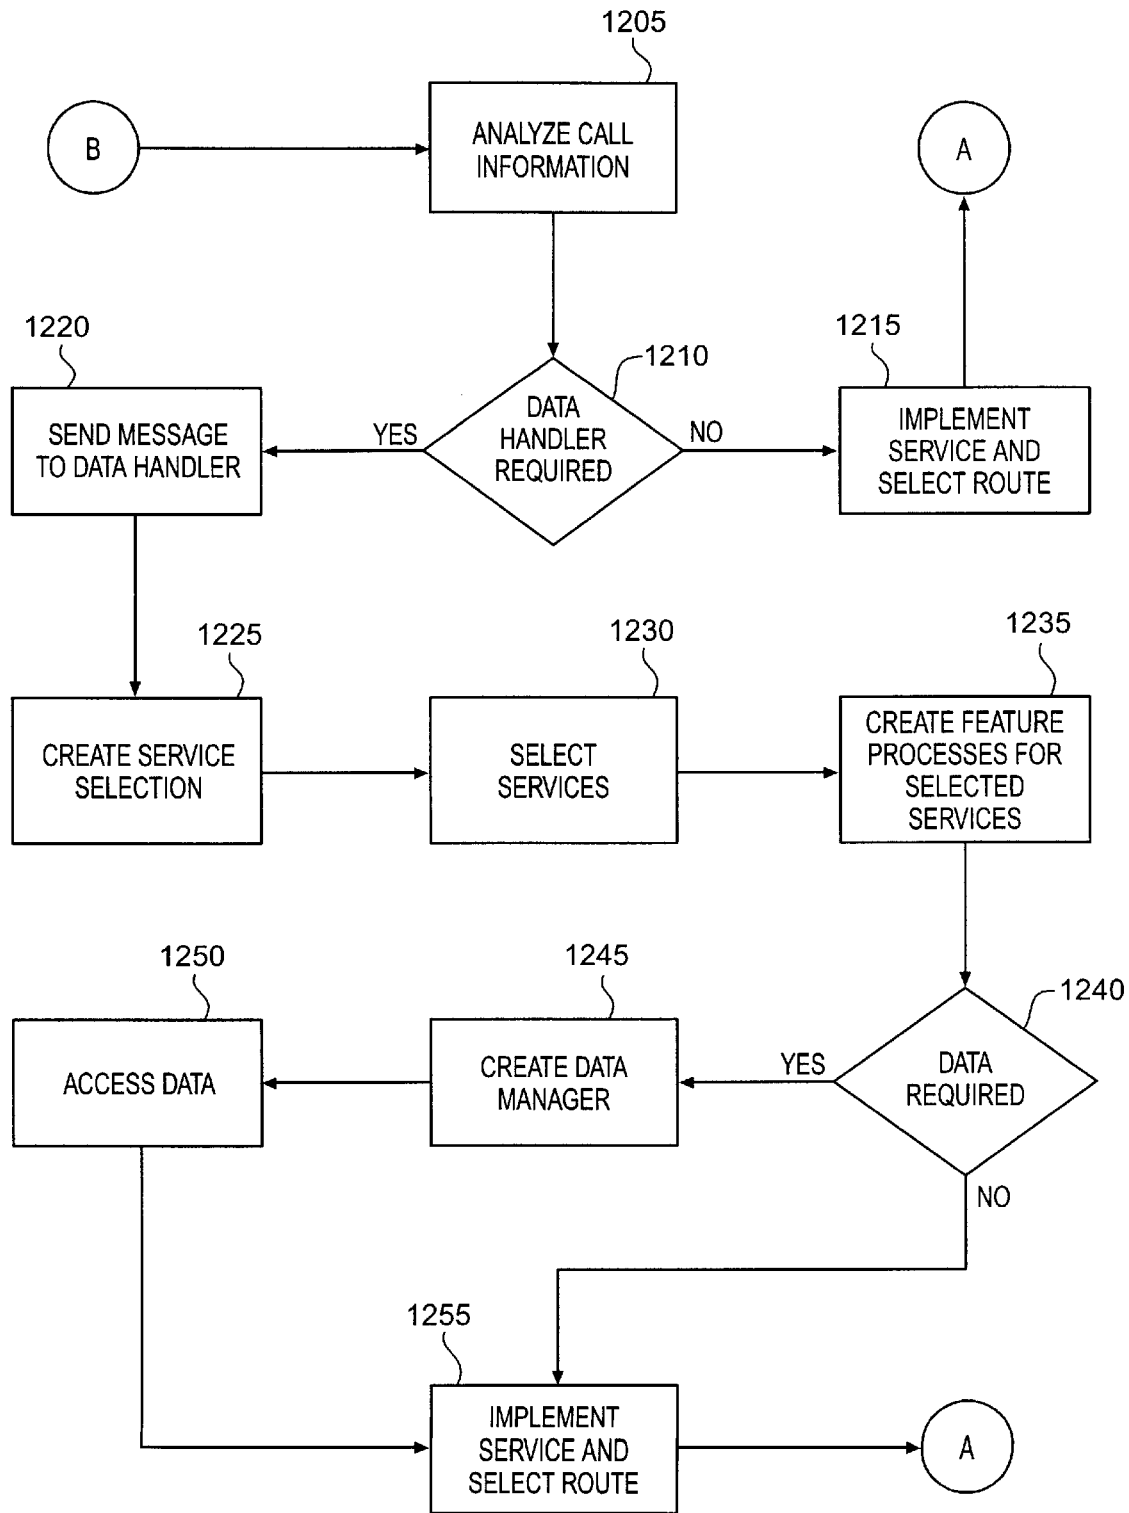 1205
B
ANALYZE CALL
INFORMATION
A
1220
1210
1215
SEND MESSAGE
TO DATA HANDLER
YES
DATA
HANDLER
REQUIRED
NO
IMPLEMENT
SERVICE AND
SELECT ROUTE
1225
1230
1235
CREATE SERVICE
SELECTION
SELECT
SERVICES
CREATE FEATURE
PROCESSES FOR
SELECTED
SERVICES
1250
1245
1240
ACCESS DATA
CREATE DATA
MANAGER
YES
DATA
REQUIRED
NO
1255
IMPLEMENT
SERVICE AND
SELECT ROUTE
A